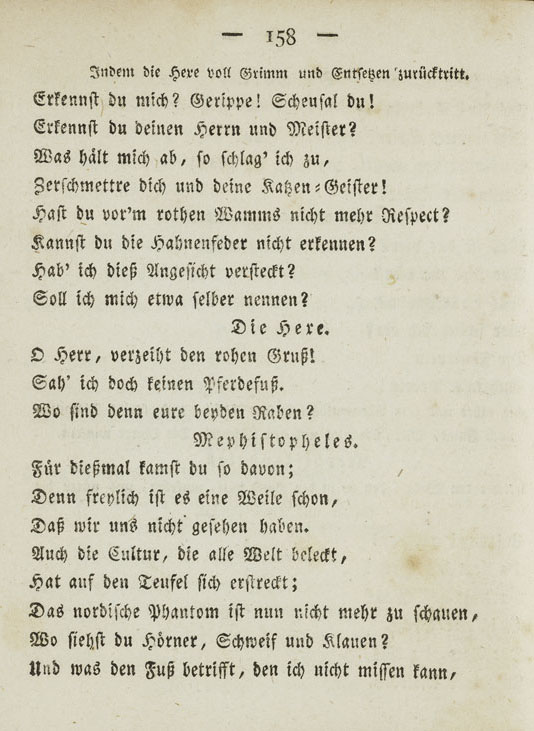 — 158 —
Indem die Hexe voll Grimm und Entsetzen zurücktritt.
Erkennst du mich? Gerippe! Scheusal du!
Erkennst du deinen Herrn und Meister?
Was hält mich ab, so schlag' ich zu,
Zerschmettre dich und deine Katzen-Geister!
Hast du vor'm rothen Wamms nicht mehr Respect?
Kannst du die Hahnenfeder nicht erkennen?
Hab' ich dieß Angesicht versteckt?
Soll ich mich etwa selber nennen?
Die Hexe.
O Herr, verzeiht den rohen Gruß!
Sah' ich doch keinen Pferdefuß.
Wo sind denn eure beyden Raben?
Mephistopheles.
Für dießmal kamst du so davon;
Denn freylich ist es eine Weile schon,
Daß wir uns nicht gesehen haben.
Auch die Cultur, die alle Welt beleckt,
Hat auf den Teufel sich erstreckt;
Das nordische Phantom ist nun nicht mehr zu schauen,
Wo siehst du Hörner, Schweif und Klauen?
Und was den Fuß betrifft, den ich nicht missen kann,